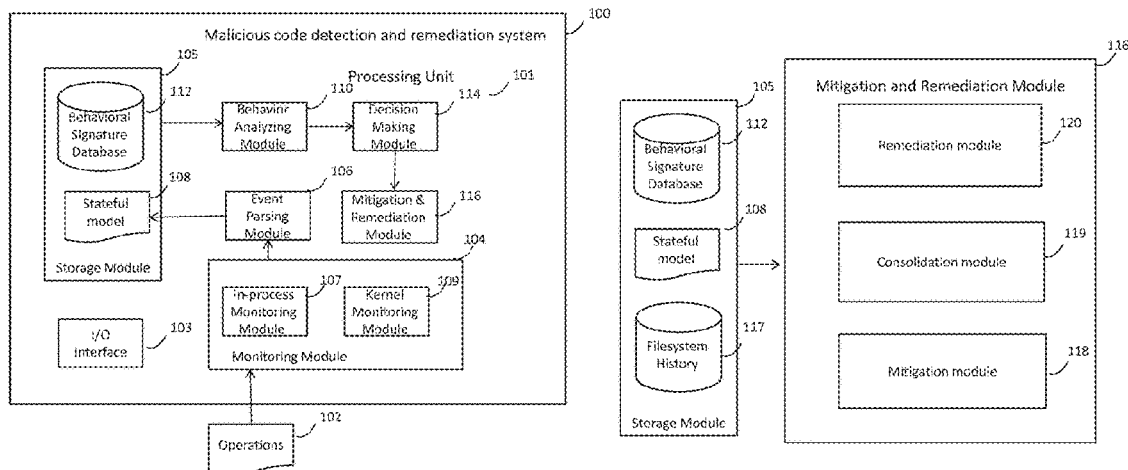 100
Malicious code detection and remediation system
105
Processing Unit
101
112
110
114
Behavioral
Signature
Database
Behavior
Analyzing
Module
Decision
Making
Module
108
106
Stateful
model
Event
Parsing
Module
Mitigation &
Remediation
Module
116
Storage Module
104
107
109
In-process
Monitoring
Module
Kernel
Monitoring
Module
Monitoring Module
I/O
interface
103
102
Operations
116
Mitigation and Remediation Module
105
112
Behavioral
Signature
Database
108
Stateful
model
117
Filesystem
History
Storage Module
120
Remediation module
119
Consolidation module
118
Mitigation module